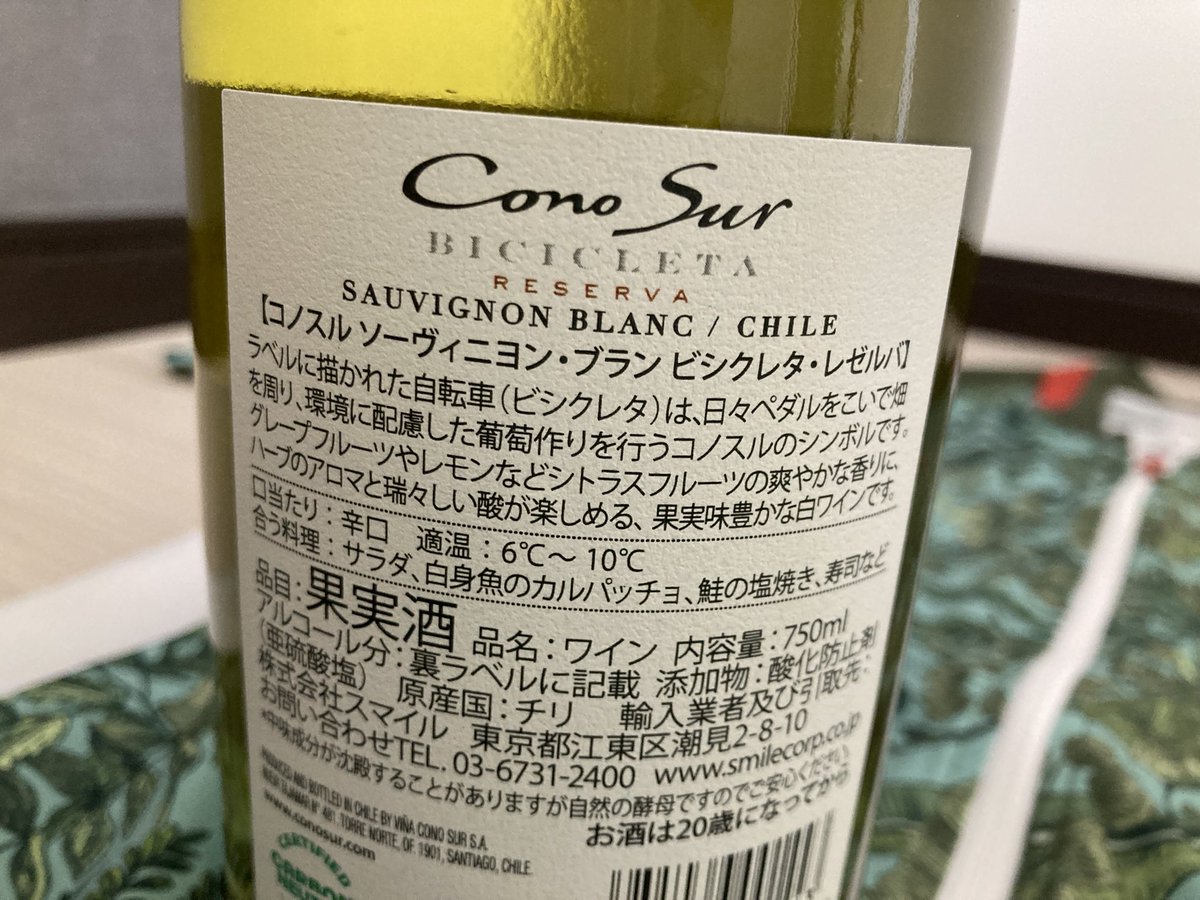 Cono Sur
BICICLETA
RESERVA
SAUVIGNON BLANC / CHILE
【コノスル ソーヴィニヨン・ブラン ビシクレタ・レゼルバ】
ラベルに描かれた自転車(ビシクレタ)は、日々ペダルをこいで畑
を周り、環境に配慮した葡萄作りを行うコノスルのシンボルです。
グレープフルーツやレモンなどシトラスフルーツの爽やかな香りに、
ハーブのアロマと瑞々しい酸が楽しめる、果実味豊かな白ワインです。
口当たり:辛口 適温:6℃〜10℃
合う料理:サラダ、白身魚のカルパッチョ、鮭の塩焼き、寿司など
品目:果実酒 品名:ワイン 内容量:750ml
アルコール分:裏ラベルに記載 添加物:酸化防止剤
(亜硫酸塩) 原産国:チリ 輸入業者及び引取先:
株式会社スマイル 東京都江東区潮見2-8-10
お問い合わせTEL. 03-6731-2400 www.smilecorp.co.jp
*中味成分が沈殿することがありますが自然の酵母ですのでご安心ください。
お酒は20歳になってから
PRODUCED AND BOTTLED IN CHILE BY VIÑA CONO SUR S.A.
481. TORRE NORTE, OF. 1901, SANTIAGO, CHILE.
www.conosur.com
CERTIFIED